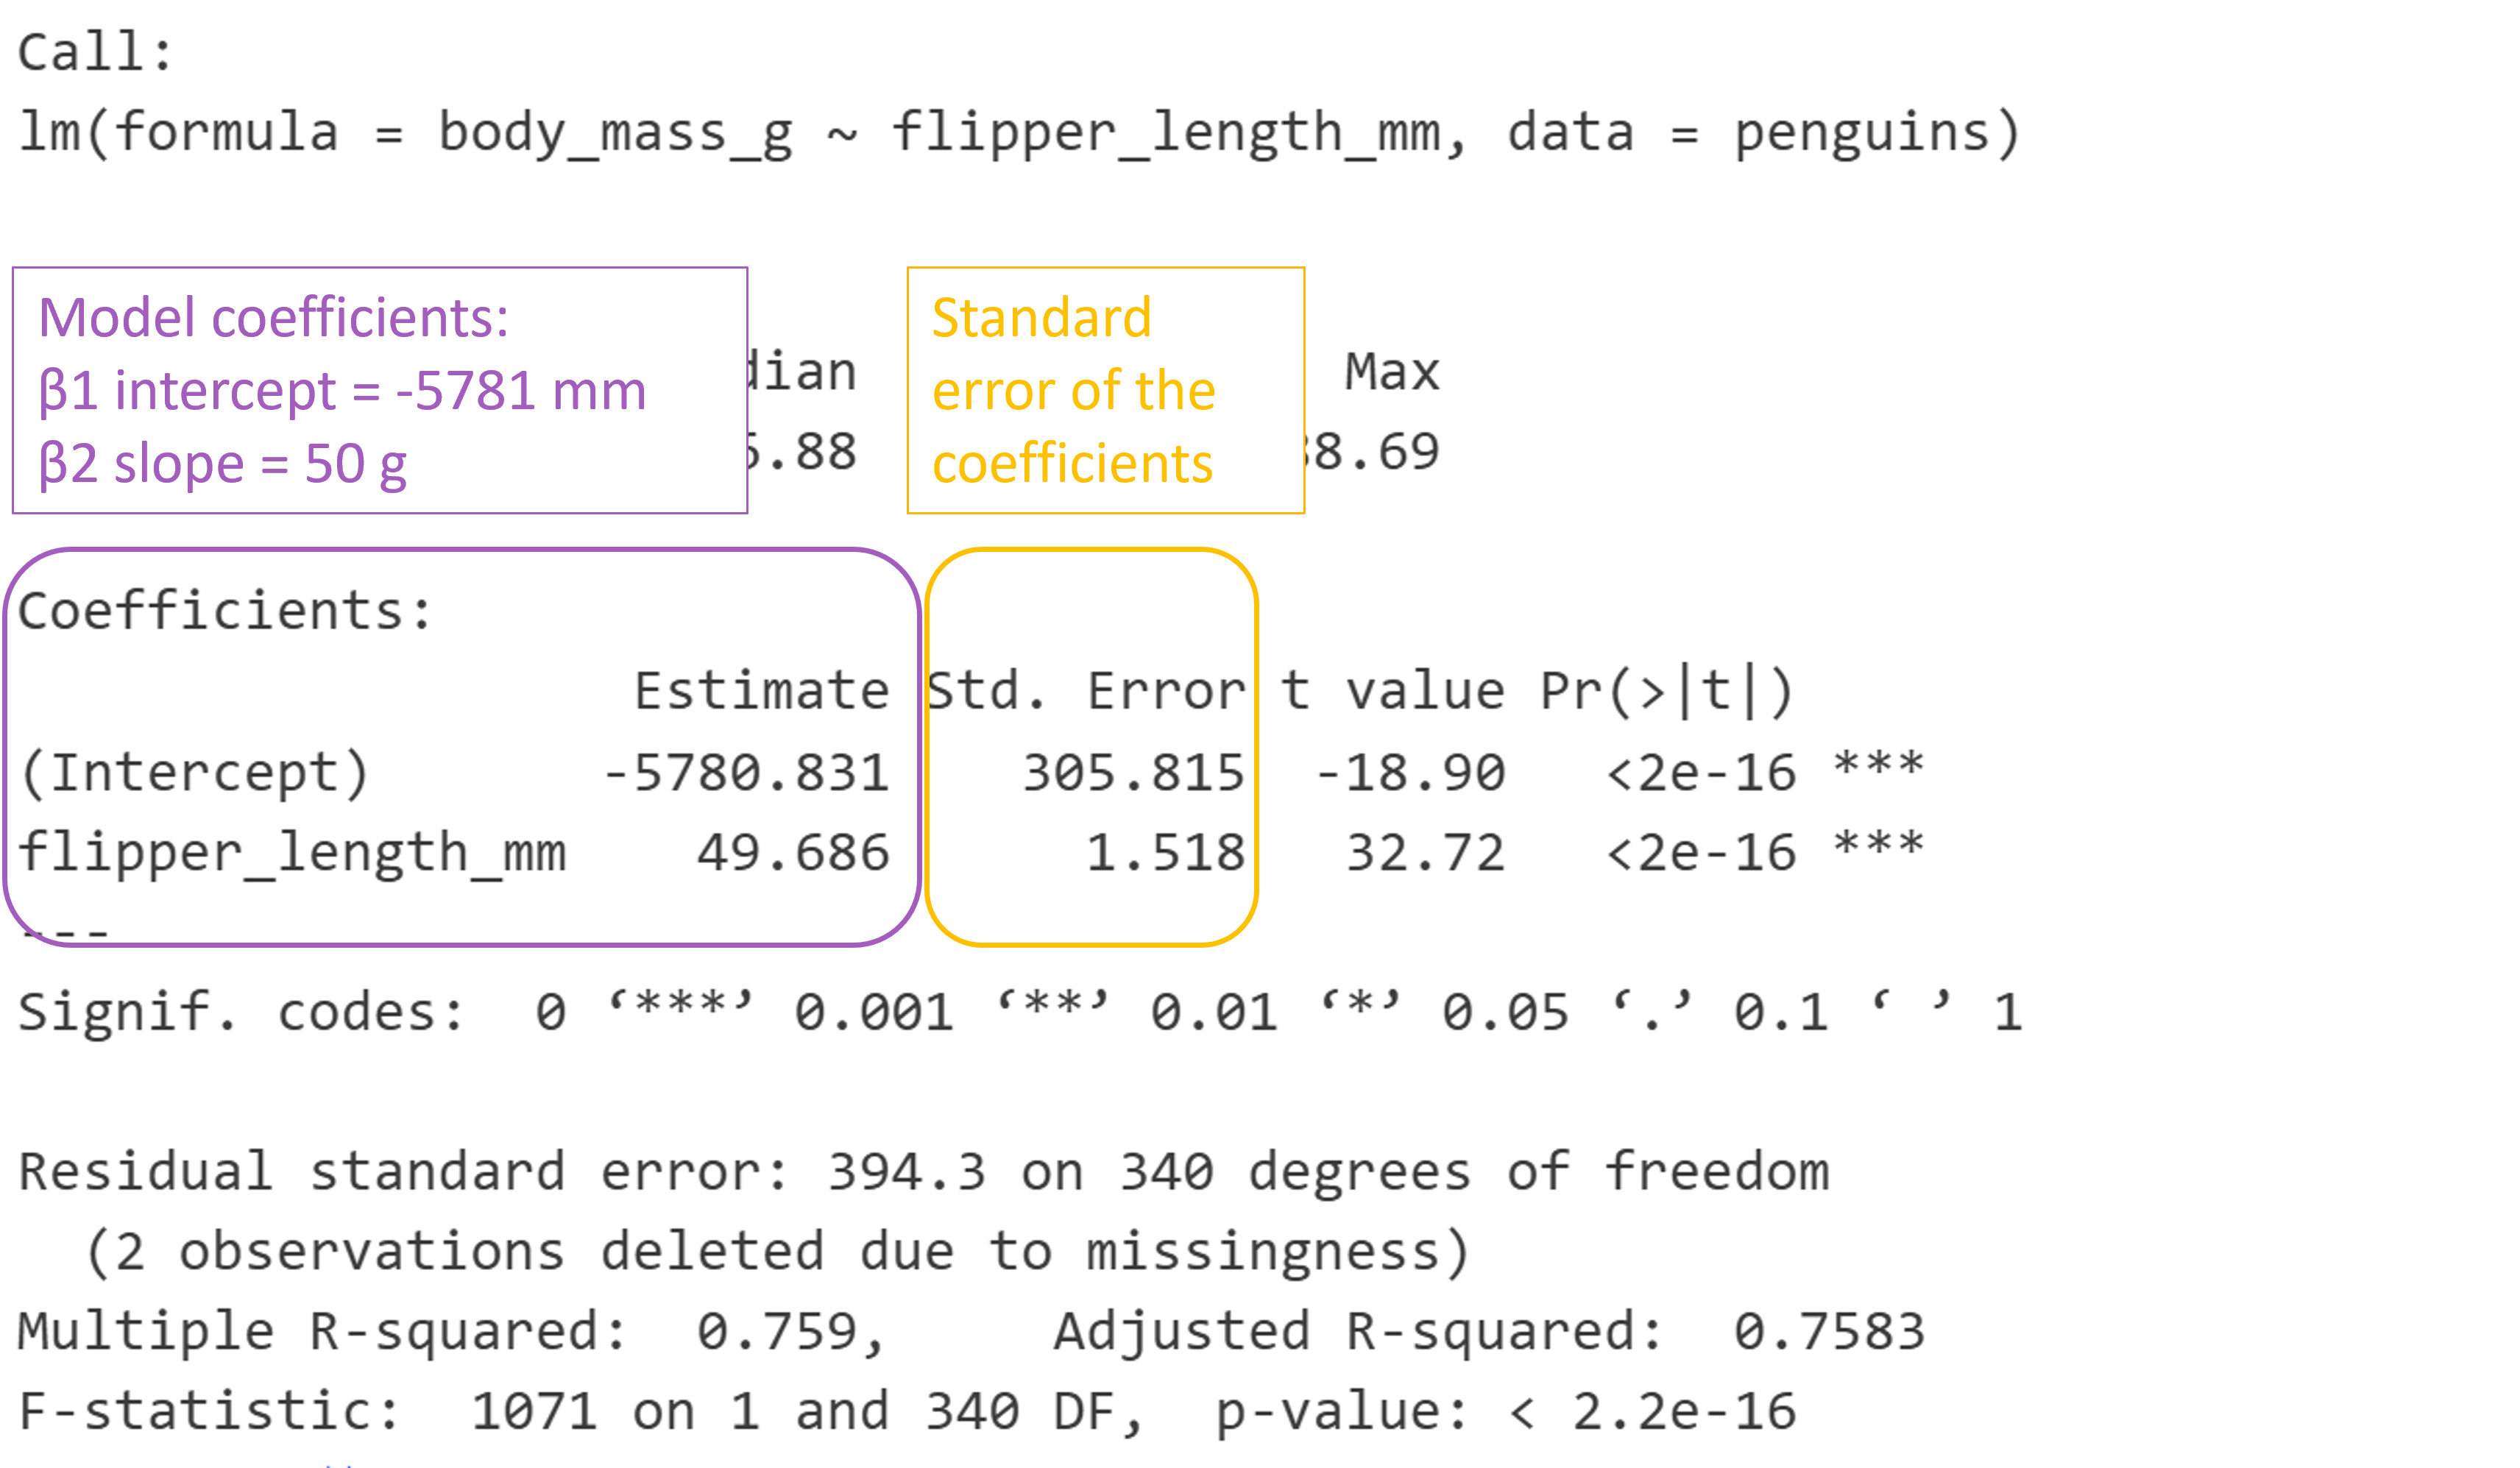 Call:
lm(formula = body_mass_g ~ flipper_length_mm, data = penguins)
Model coefficients:
β1 intercept = -5781 mm
β2 slope = 50 g
Standard
error of the
coefficients
Max
.88
8.69
Coefficients:
Estimate Std. Error t value Pr(>|t|)
(Intercept) -5780.831 305.815 -18.90 <2e-16 ***
flipper_length_mm 49.686 1.518 32.72 <2e-16 ***
---
Signif. codes: 0 ‘***’ 0.001 ‘**’ 0.01 ‘*’ 0.05 ‘.’ 0.1 ‘ ’ 1
Residual standard error: 394.3 on 340 degrees of freedom
(2 observations deleted due to missingness)
Multiple R-squared: 0.759, Adjusted R-squared: 0.7583
F-statistic: 1071 on 1 and 340 DF, p-value: < 2.2e-16